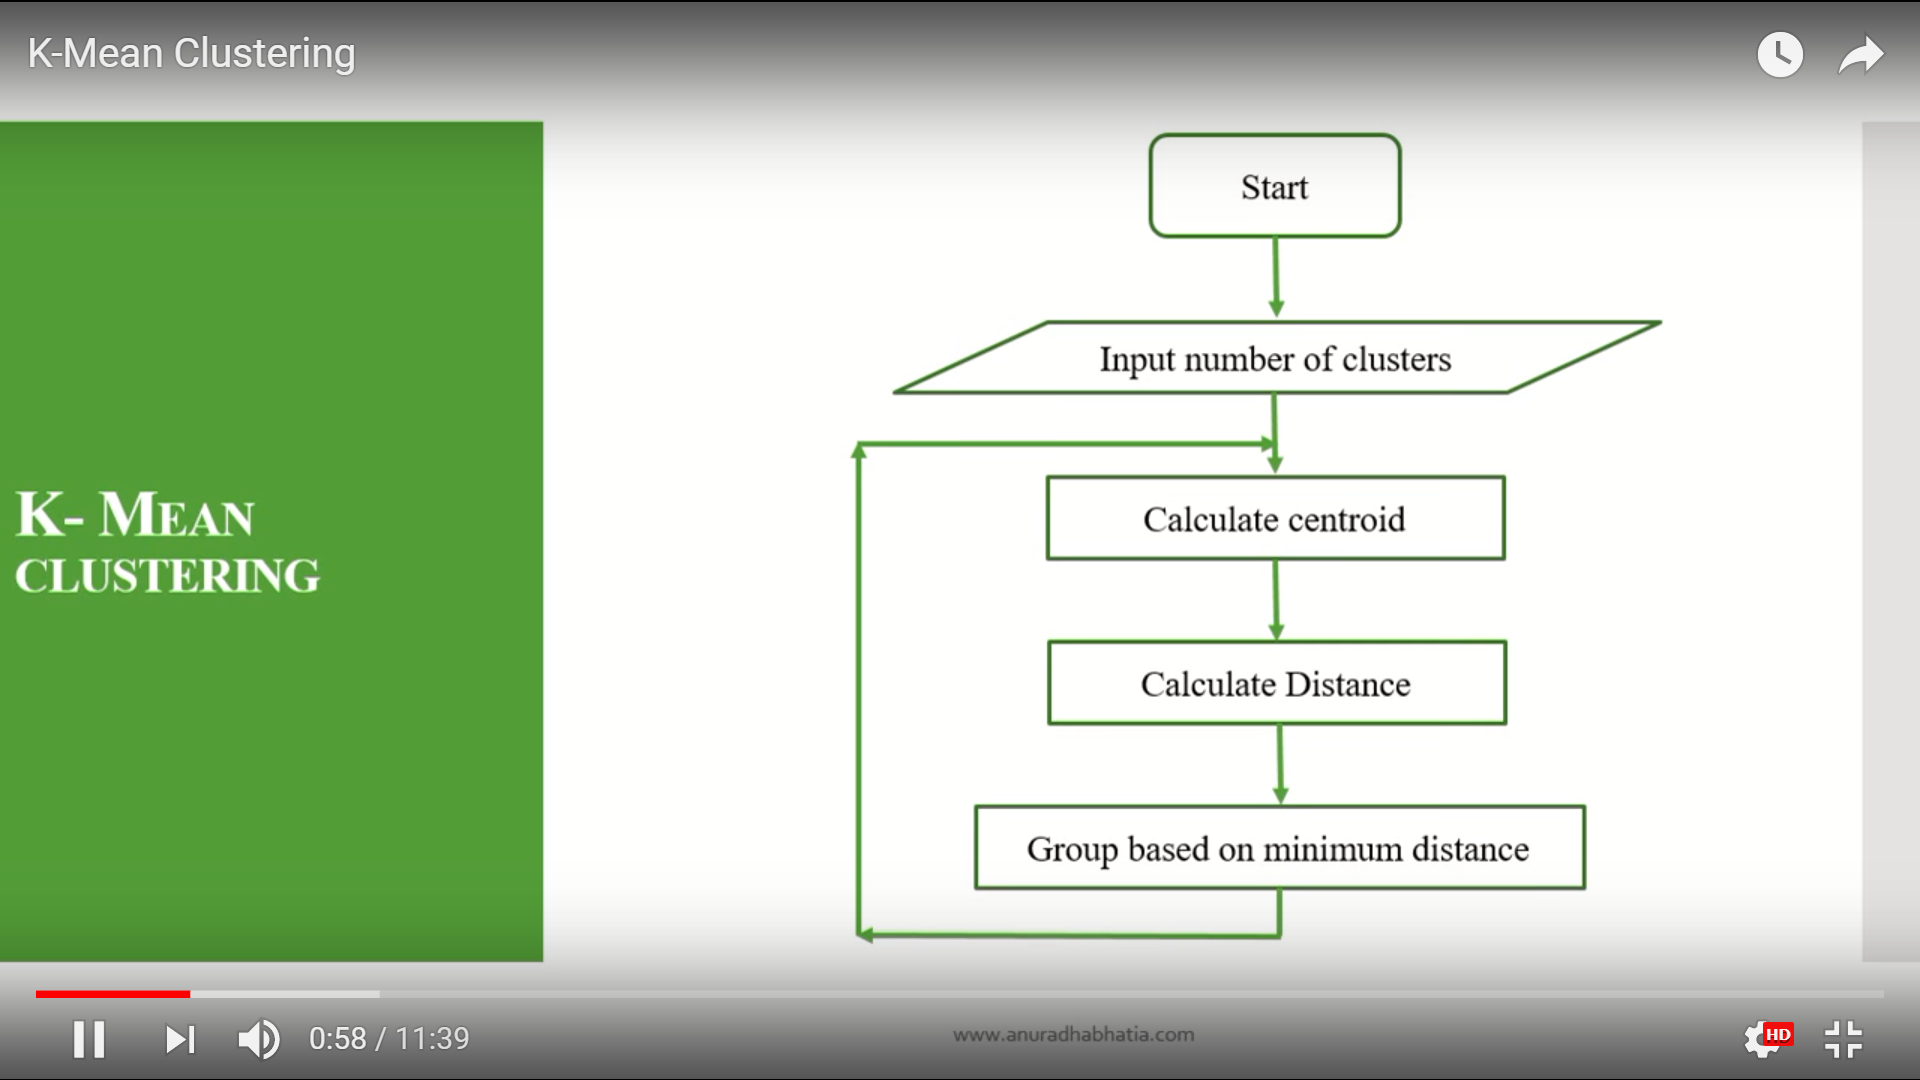 K-Mean Clustering
Start
Input number of clusters
Calculate centroid
K- MEAN
CLUSTERING
Calculate Distance
Group based on minimum distance
0:58 / 11:39
www.anuradhabhatia.com
HD